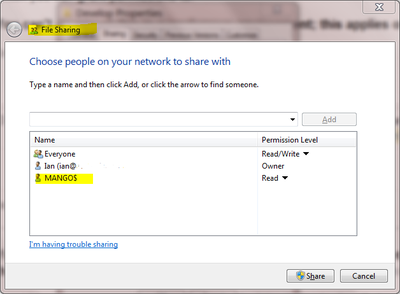 File Sharing
Choose people on your network to share with
Type a name and then click Add, or click the arrow to find someone.
Add
Name Permission Level
Everyone Read/Write
Ian (ian@ Owner
MANGO$ Read
I'm having trouble sharing
Share Cancel